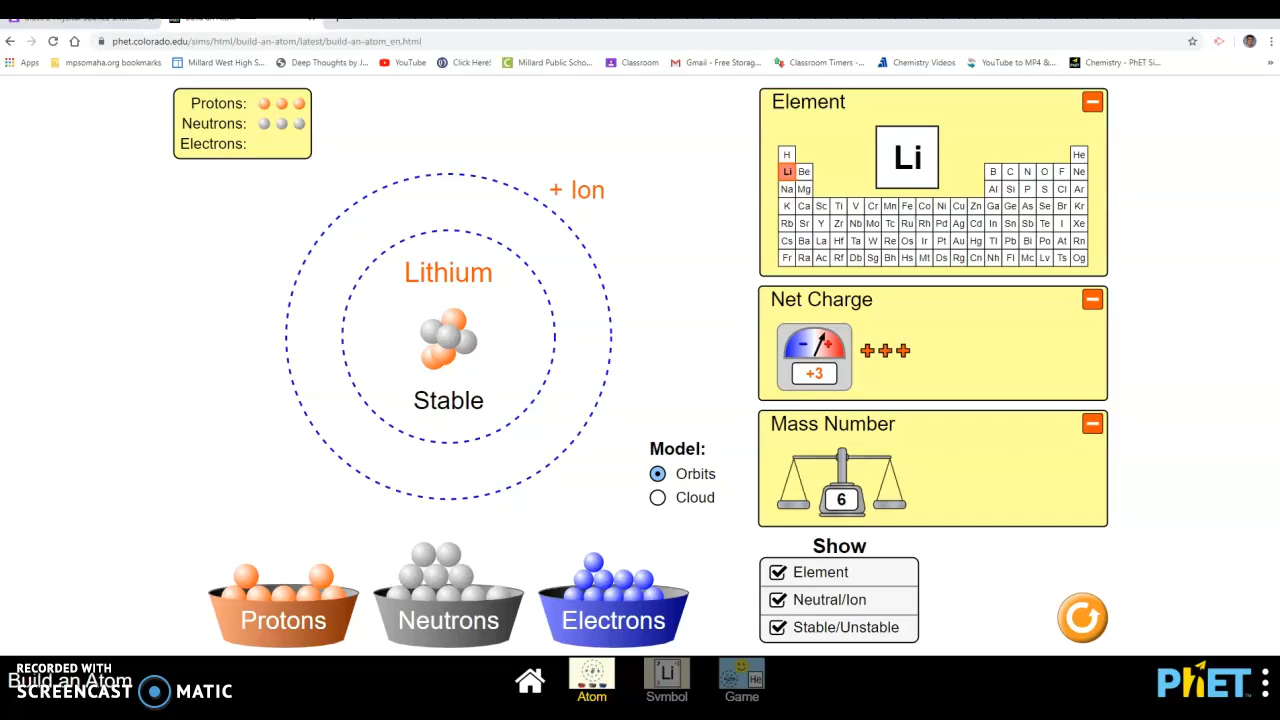 phet.colorado.edu/sims/html/build-an-atom/latest/build-an-atom_en.html
Apps mpsomaha.org bookmarks Millard West High S... Deep Thoughts by J... YouTube Click Here! Millard Public Scho... Classroom Gmail - Free Storag... Classroom Timers -... Chemistry Videos YouTube to MP4 &... Chemistry - PhET Si... »
Protons:
Neutrons:
Electrons:
+ Ion
Lithium
Stable
Model:
Orbits
Cloud
Protons
Neutrons
Electrons
Element
Li
H He
Li Be B C N O F Ne
Na Mg Al Si P S Cl Ar
K Ca Sc Ti V Cr Mn Fe Co Ni Cu Zn Ga Ge As Se Br Kr
Rb Sr Y Zr Nb Mo Tc Ru Rh Pd Ag Cd In Sn Sb Te I Xe
Cs Ba La Hf Ta W Re Os Ir Pt Au Hg Tl Pb Bi Po At Rn
Fr Ra Ac Rf Db Sg Bh Hs Mt Ds Rg Cn Nh Fl Mc Lv Ts Og
Net Charge
- +
+3
+++
Mass Number
6
Show
Element
Neutral/Ion
Stable/Unstable
RECORDED WITH
Build an Atom
SCREENCAST MATIC
Li
He
Atom
Symbol
Game
PhET